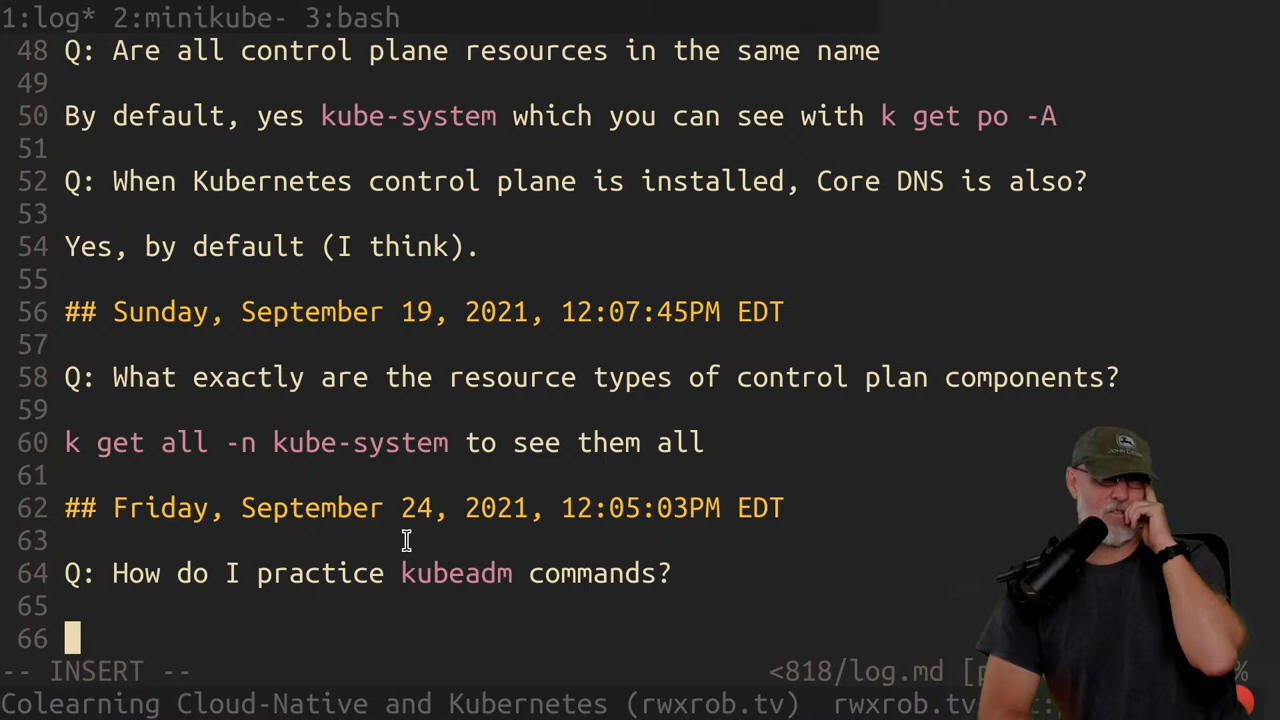 1:log* 2:minikube- 3:bash
48 Q: Are all control plane resources in the same name
49
50 By default, yes kube-system which you can see with k get po -A
51
52 Q: When Kubernetes control plane is installed, Core DNS is also?
53
54 Yes, by default (I think).
55
56 ## Sunday, September 19, 2021, 12:07:45PM EDT
57
58 Q: What exactly are the resource types of control plan components?
59
60 k get all -n kube-system to see them all
61
62 ## Friday, September 24, 2021, 12:05:03PM EDT
63
64 Q: How do I practice kubeadm commands?
65
66
-- INSERT -- <818/log.md [p %
Colearning Cloud-Native and Kubernetes (rwxrob.tv) rwxrob.tv
JOHN DEERE